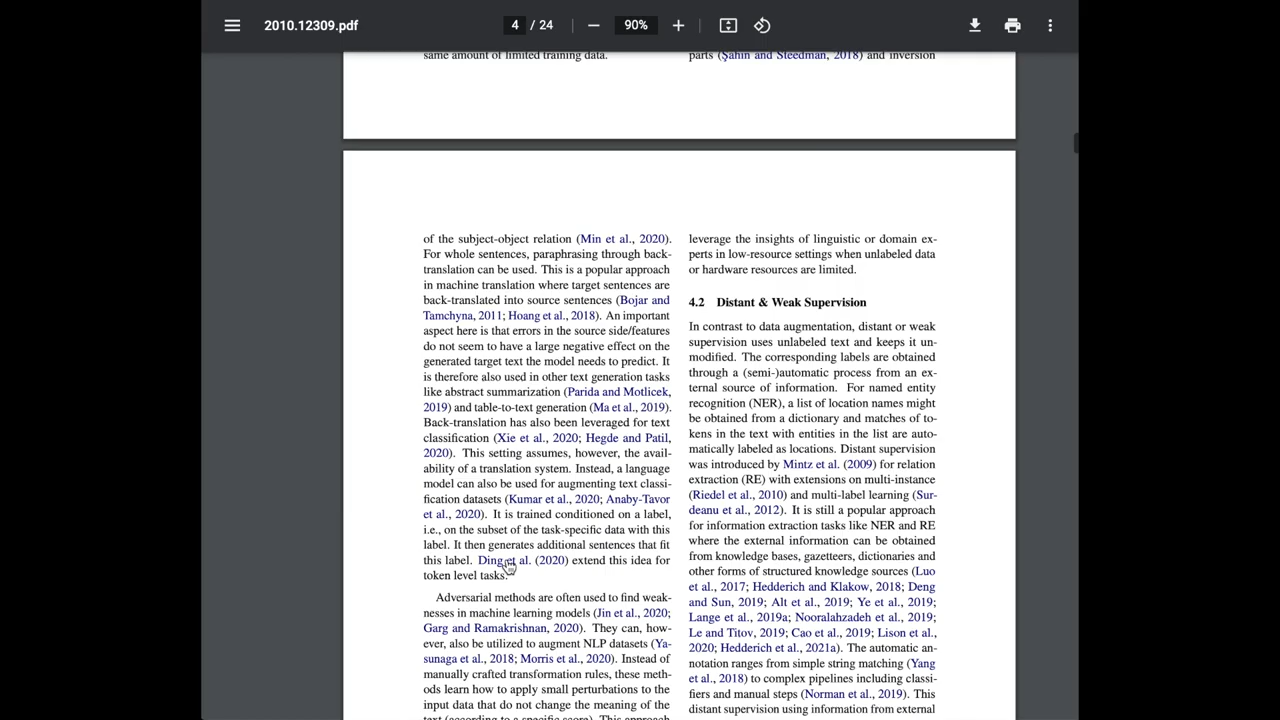 2010.12309.pdf
4 / 24
90%
same amount of limited training data.
parts (Şahin and Steedman, 2018) and inversion
of the subject-object relation (Min et al., 2020).
For whole sentences, paraphrasing through back-
translation can be used. This is a popular approach
in machine translation where target sentences are
back-translated into source sentences (Bojar and
Tamchyna, 2011; Hoang et al., 2018). An important
aspect here is that errors in the source side/features
do not seem to have a large negative effect on the
generated target text the model needs to predict. It
is therefore also used in other text generation tasks
like abstract summarization (Parida and Motlicek,
2019) and table-to-text generation (Ma et al., 2019).
Back-translation has also been leveraged for text
classification (Xie et al., 2020; Hegde and Patil,
2020). This setting assumes, however, the avail-
ability of a translation system. Instead, a language
model can also be used for augmenting text classi-
fication datasets (Kumar et al., 2020; Anaby-Tavor
et al., 2020). It is trained conditioned on a label,
i.e., on the subset of the task-specific data with this
label. It then generates additional sentences that fit
this label. Ding et al. (2020) extend this idea for
token level tasks.
Adversarial methods are often used to find weak-
nesses in machine learning models (Jin et al., 2020;
Garg and Ramakrishnan, 2020). They can, how-
ever, also be utilized to augment NLP datasets (Ya-
sunaga et al., 2018; Morris et al., 2020). Instead of
manually crafted transformation rules, these meth-
ods learn how to apply small perturbations to the
input data that do not change the meaning of the
text (according to a specific score). This approach
leverage the insights of linguistic or domain ex-
perts in low-resource settings when unlabeled data
or hardware resources are limited.
4.2 Distant & Weak Supervision
In contrast to data augmentation, distant or weak
supervision uses unlabeled text and keeps it un-
modified. The corresponding labels are obtained
through a (semi-)automatic process from an ex-
ternal source of information. For named entity
recognition (NER), a list of location names might
be obtained from a dictionary and matches of to-
kens in the text with entities in the list are auto-
matically labeled as locations. Distant supervision
was introduced by Mintz et al. (2009) for relation
extraction (RE) with extensions on multi-instance
(Riedel et al., 2010) and multi-label learning (Sur-
deanu et al., 2012). It is still a popular approach
for information extraction tasks like NER and RE
where the external information can be obtained
from knowledge bases, gazetteers, dictionaries and
other forms of structured knowledge sources (Luo
et al., 2017; Hedderich and Klakow, 2018; Deng
and Sun, 2019; Alt et al., 2019; Ye et al., 2019;
Lange et al., 2019a; Nooralahzadeh et al., 2019;
Le and Titov, 2019; Cao et al., 2019; Lison et al.,
2020; Hedderich et al., 2021a). The automatic an-
notation ranges from simple string matching (Yang
et al., 2018) to complex pipelines including classi-
fiers and manual steps (Norman et al., 2019). This
distant supervision using information from external